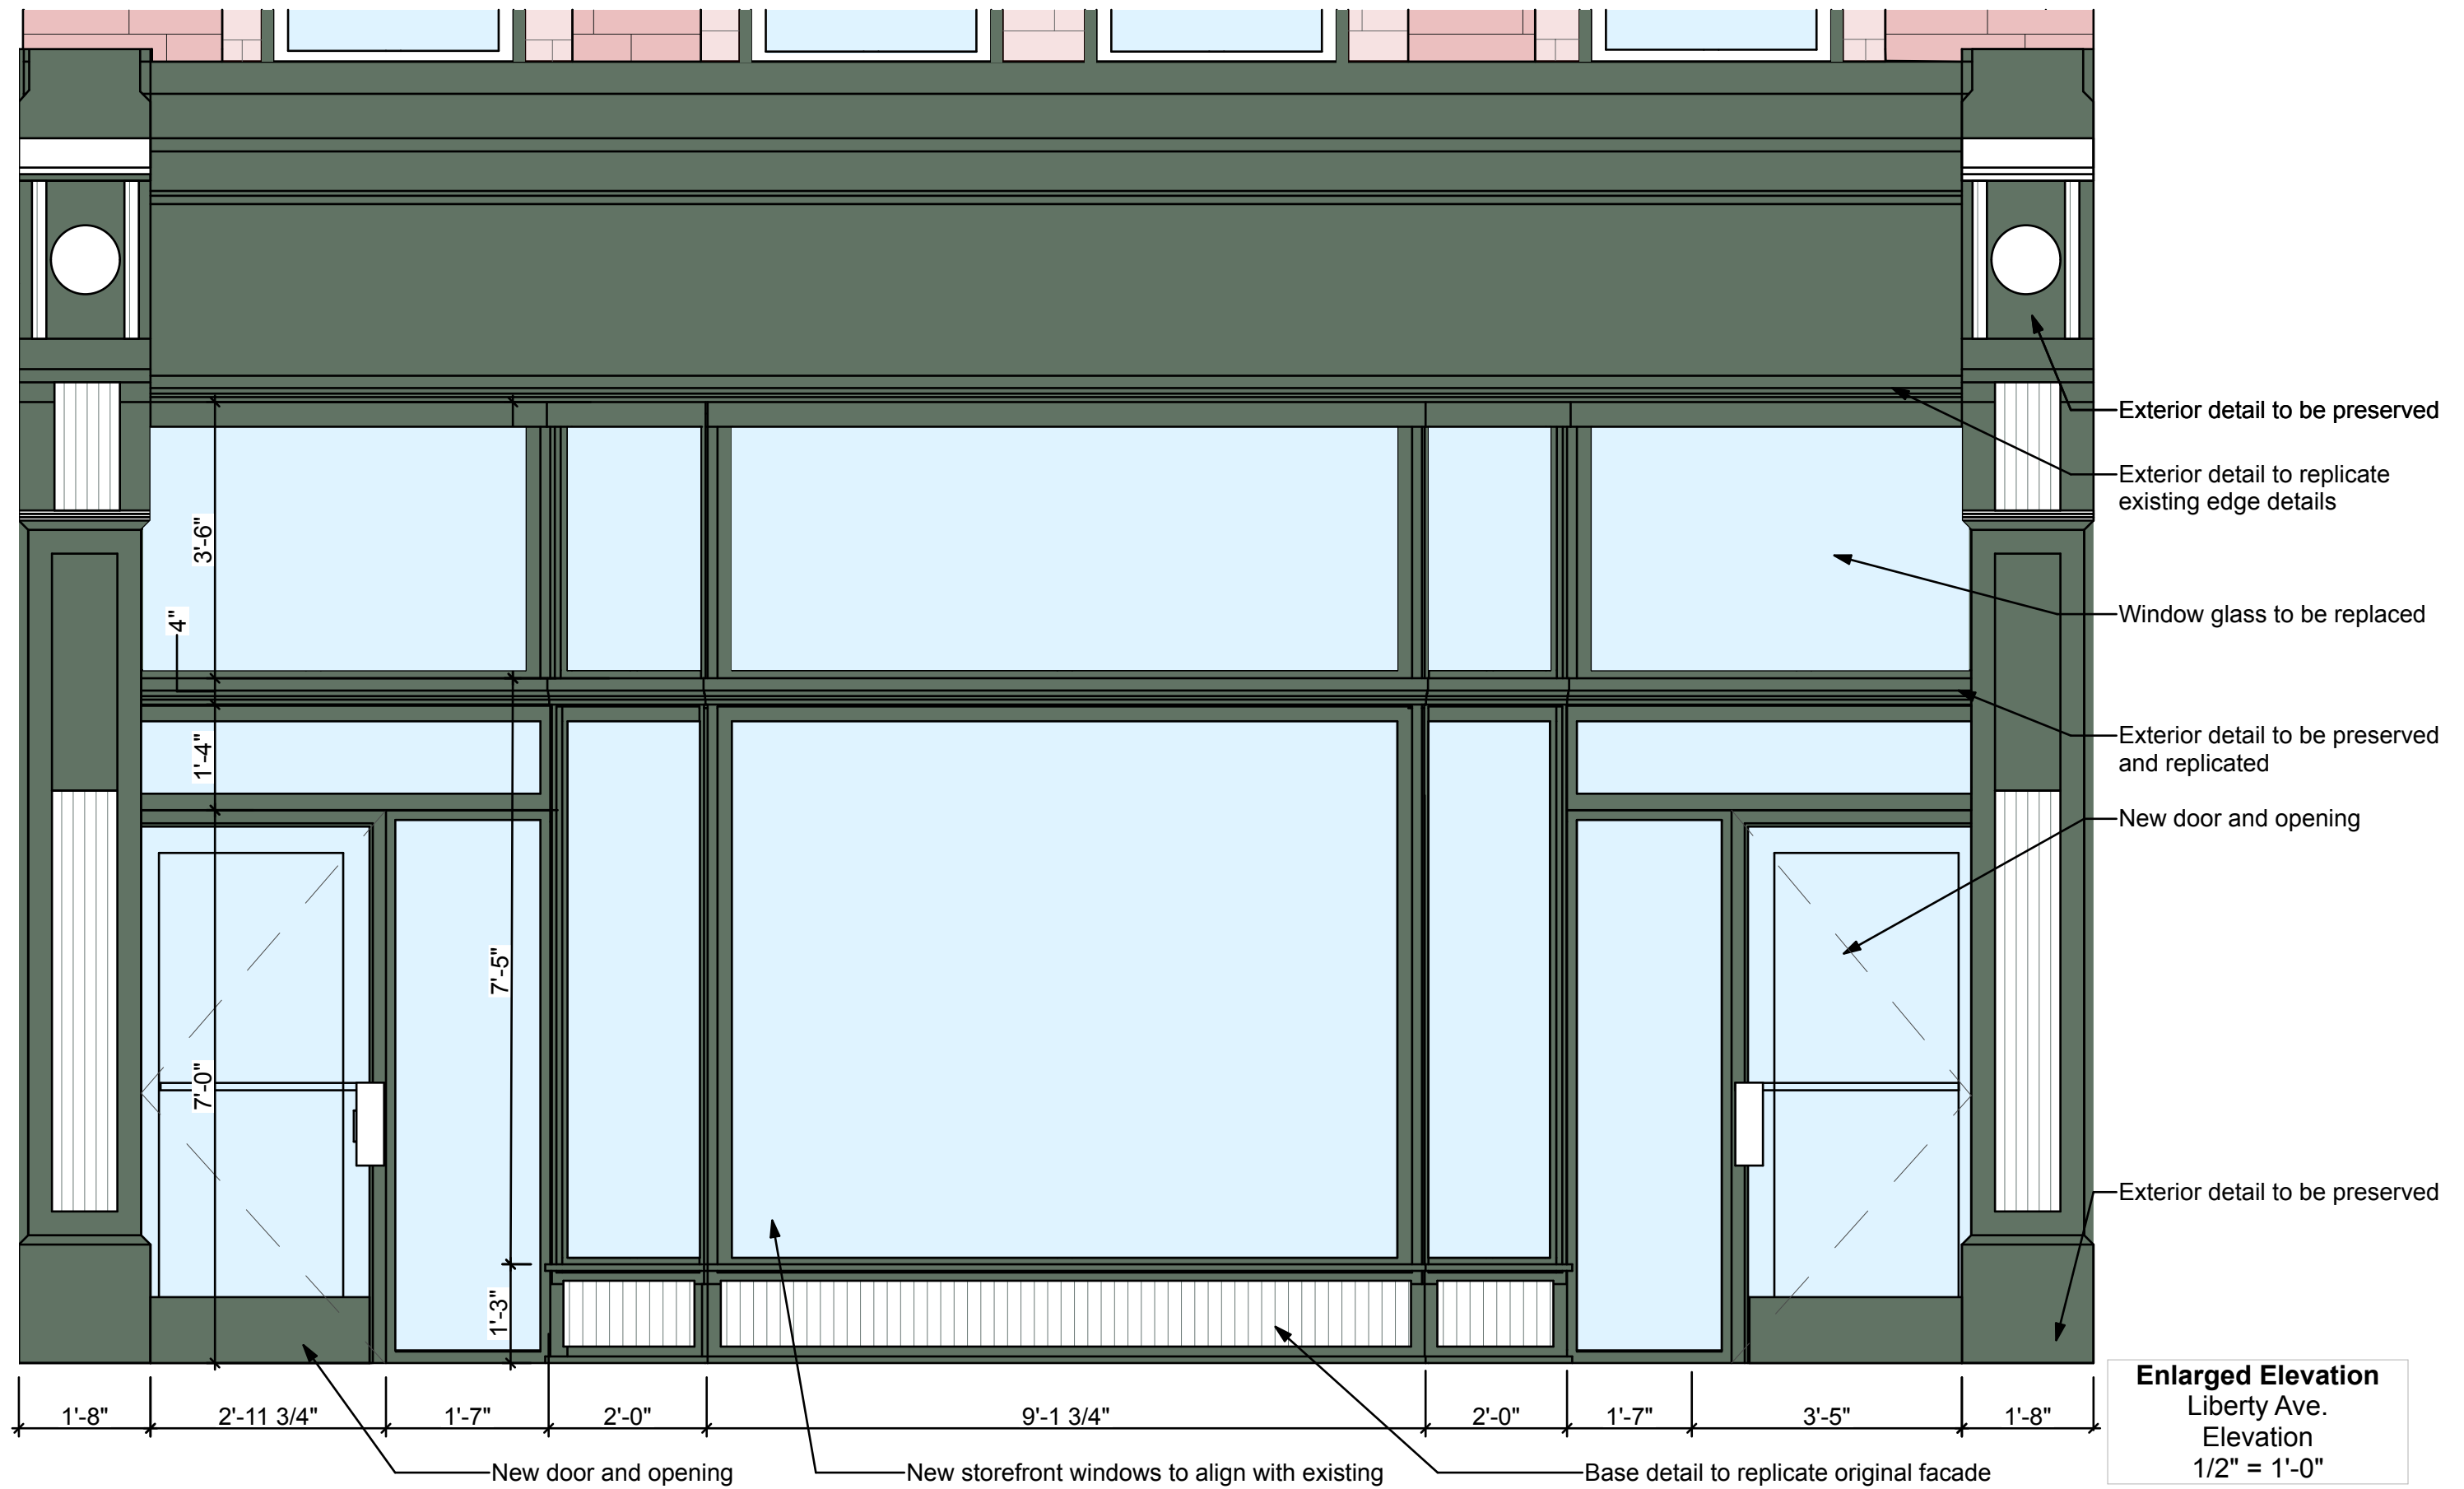 Exterior detail to be preserved
Exterior detail to replicate
existing edge details
3'-6"
4"
Window glass to be replaced
Exterior detail to be preserved
and replicated
1'-4"
New door and opening
7'-5"
7'-0"
Exterior detail to be preserved
1'-3"
1'-8"
2'-11 3/4"
1'-7"
2'-0"
9'-1 3/4"
2'-0"
1'-7"
3'-5"
1'-8"
Enlarged Elevation
Liberty Ave.
Elevation
1/2" = 1'-0"
New door and opening
New storefront windows to align with existing
Base detail to replicate original facade